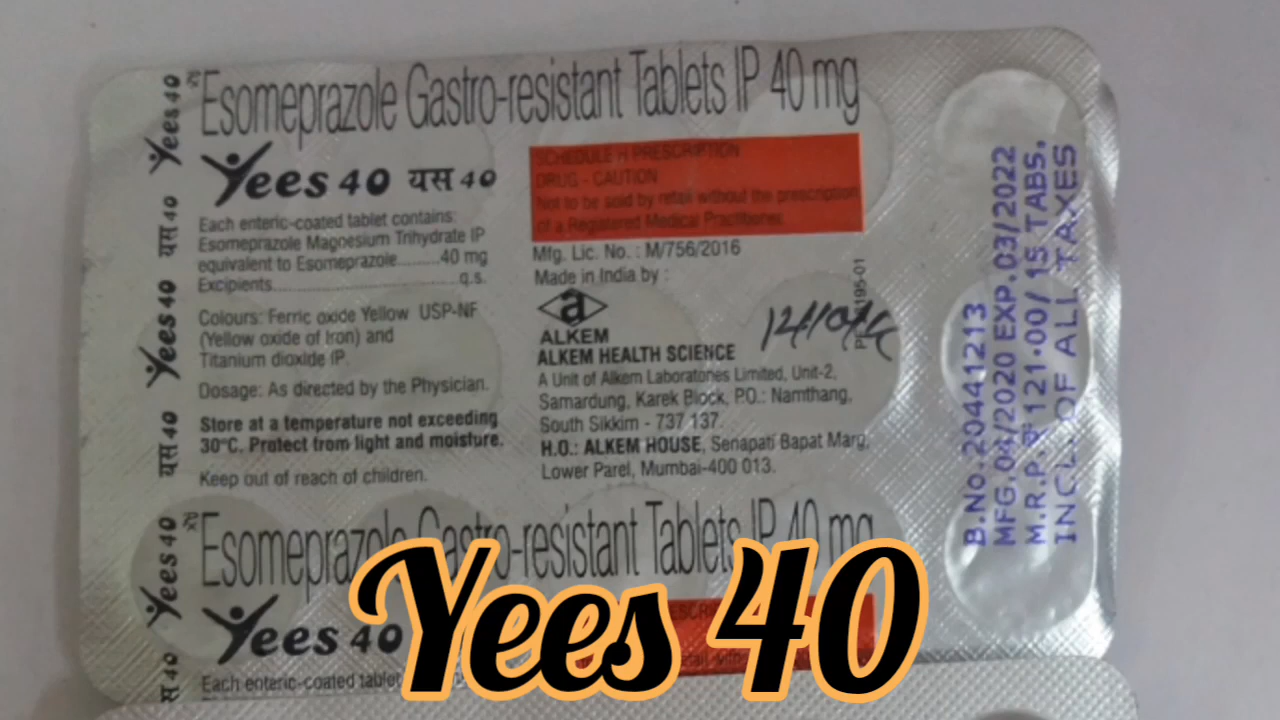 Esomeprazole Gastro-resistant Tablets IP 40 mg
Yees 40 यस 40
Each enteric-coated tablet contains:
Esomeprazole Magnesium Trihydrate IP
equivalent to Esomeprazole.........40 mg
Excipients..............................q.s.
Colours: Ferric oxide Yellow USP-NF
(Yellow oxide of Iron) and
Titanium dioxide IP.
Dosage: As directed by the Physician.
Store at a temperature not exceeding
30°C. Protect from light and moisture.
Keep out of reach of children.
SCHEDULE H PRESCRIPTION
DRUG - CAUTION
Not to be sold by retail without the prescription
of a Registered Medical Practitioner.
Mfg. Lic. No. : M/756/2016
Made in India by :
a
ALKEM
ALKEM HEALTH SCIENCE
A Unit of Alkem Laboratories Limited, Unit-2,
Samardung, Karek Block, P.O.: Namthang,
South Sikkim - 737 137.
H.O.: ALKEM HOUSE, Senapati Bapat Marg,
Lower Parel, Mumbai-400 013.
B.No.20441213
MFG.04/2020 EXP.03/2022
M.R.P.₹ 121.00/ 15 TABS.
INCL. OF ALL TAXES
Yees 40
यस 40
Yees 40
यस 40
Yees 40
यस 40
Esomeprazole Gastro-resistant Tablets IP 40 mg
Yees 40
Each enteric-coated tablet
Yees 40